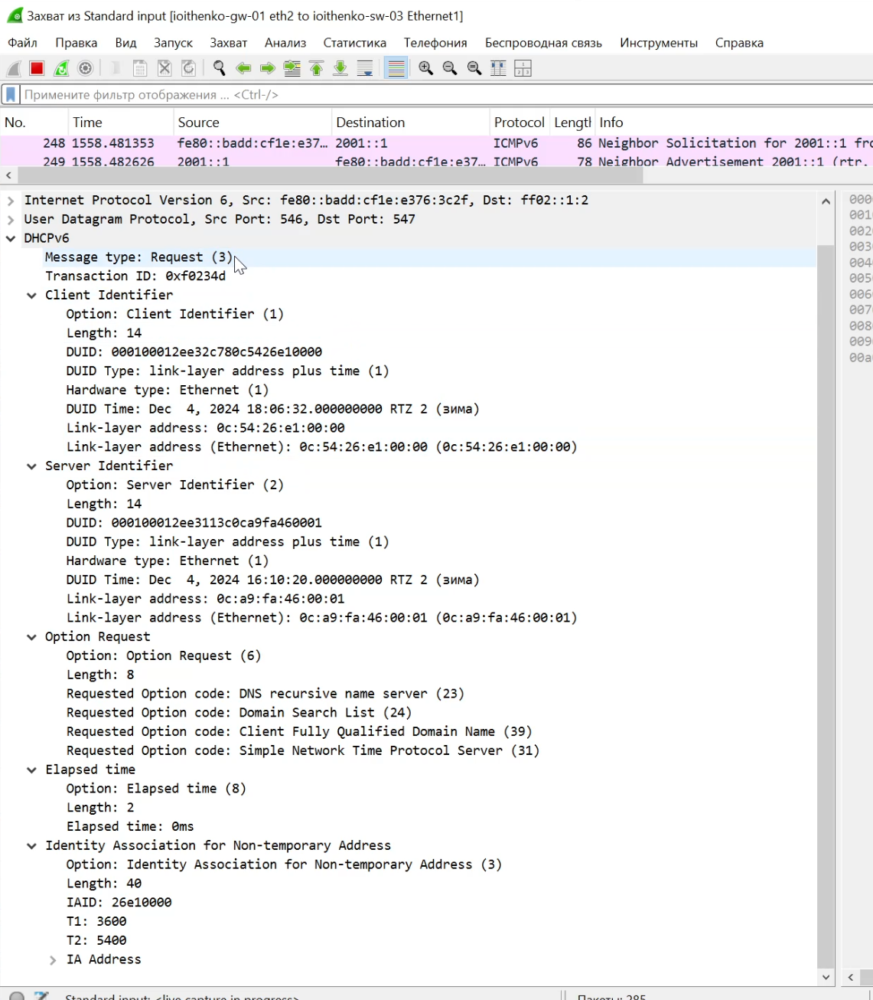 Захват из Standard input [ioithenko-gw-01 eth2 to ioithenko-sw-03 Ethernet1]
Файл Правка Вид Запуск Захват Анализ Статистика Телефония Беспроводная связь Инструменты Справка
Примените фильтр отображения ... <Ctrl-/>
No. Time Source Destination Protocol Lengtl Info
248 1558.481353 fe80::badd:cf1e:e37… 2001::1 ICMPv6 86 Neighbor Solicitation for 2001::1 fro
249 1558.482626 2001::1 fe80::badd:cf1e:e37… ICMPv6 78 Neighbor Advertisement 2001::1 (rtr,
Internet Protocol Version 6, Src: fe80::badd:cf1e:e376:3c2f, Dst: ff02::1:2
User Datagram Protocol, Src Port: 546, Dst Port: 547
DHCPv6
Message type: Request (3)
Transaction ID: 0xf0234d
Client Identifier
Option: Client Identifier (1)
Length: 14
DUID: 000100012ee32c780c5426e10000
DUID Type: link-layer address plus time (1)
Hardware type: Ethernet (1)
DUID Time: Dec  4, 2024 18:06:32.000000000 RTZ 2 (зима)
Link-layer address: 0c:54:26:e1:00:00
Link-layer address (Ethernet): 0c:54:26:e1:00:00 (0c:54:26:e1:00:00)
Server Identifier
Option: Server Identifier (2)
Length: 14
DUID: 000100012ee3113c0ca9fa460001
DUID Type: link-layer address plus time (1)
Hardware type: Ethernet (1)
DUID Time: Dec  4, 2024 16:10:20.000000000 RTZ 2 (зима)
Link-layer address: 0c:a9:fa:46:00:01
Link-layer address (Ethernet): 0c:a9:fa:46:00:01 (0c:a9:fa:46:00:01)
Option Request
Option: Option Request (6)
Length: 8
Requested Option code: DNS recursive name server (23)
Requested Option code: Domain Search List (24)
Requested Option code: Client Fully Qualified Domain Name (39)
Requested Option code: Simple Network Time Protocol Server (31)
Elapsed time
Option: Elapsed time (8)
Length: 2
Elapsed time: 0ms
Identity Association for Non-temporary Address
Option: Identity Association for Non-temporary Address (3)
Length: 40
IAID: 26e10000
T1: 3600
T2: 5400
IA Address
000
001
002
003
004
005
006
007
008
009
00a
Standard input: <live capture in progress>
Пакеты: 285